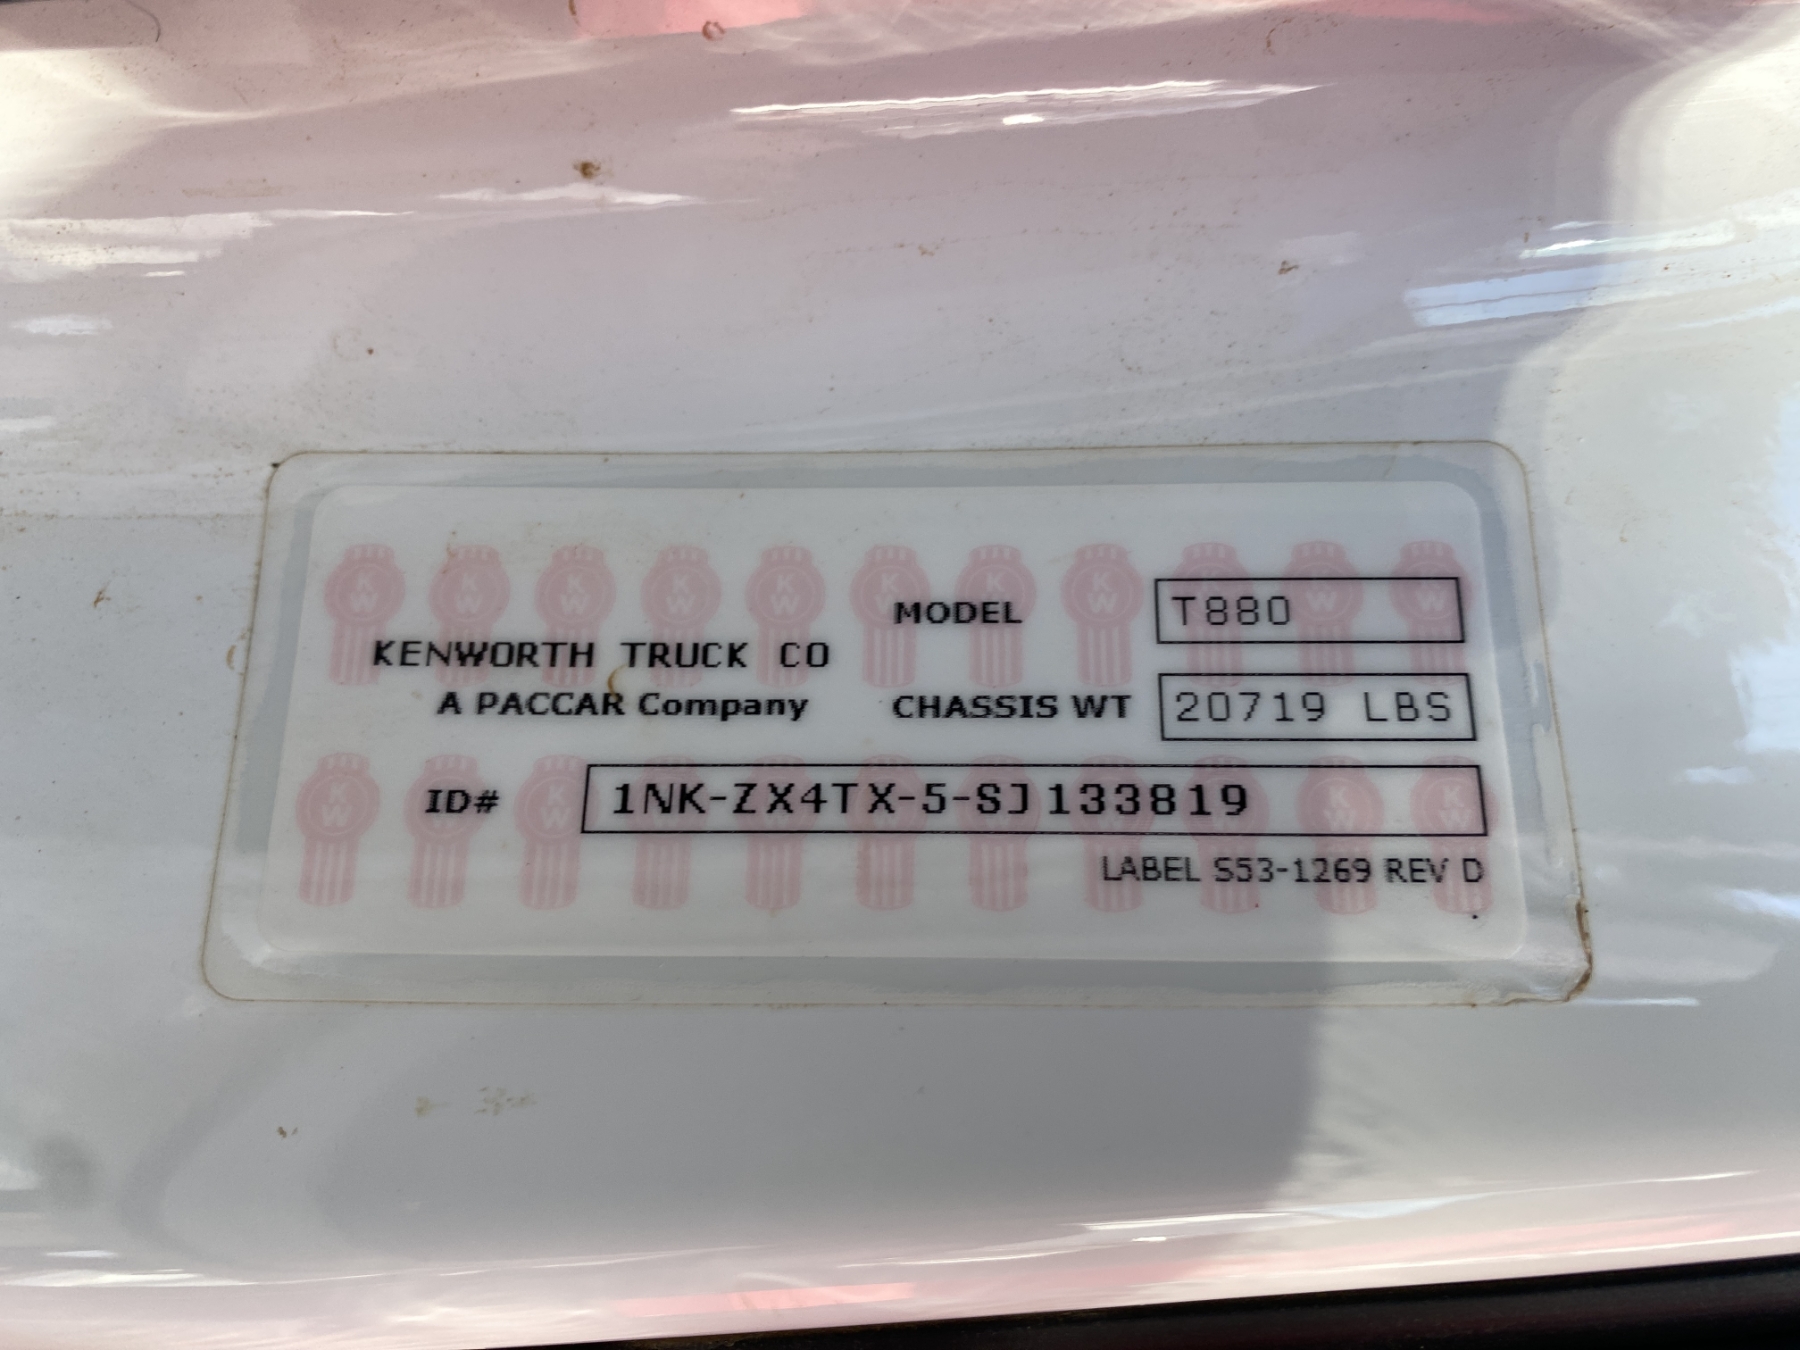 MODEL T880
KENWORTH TRUCK CO
A PACCAR Company
CHASSIS WT 20719 LBS
ID# 1NK-ZX4TX-5-SJ133819
LABEL S53-1269 REV D